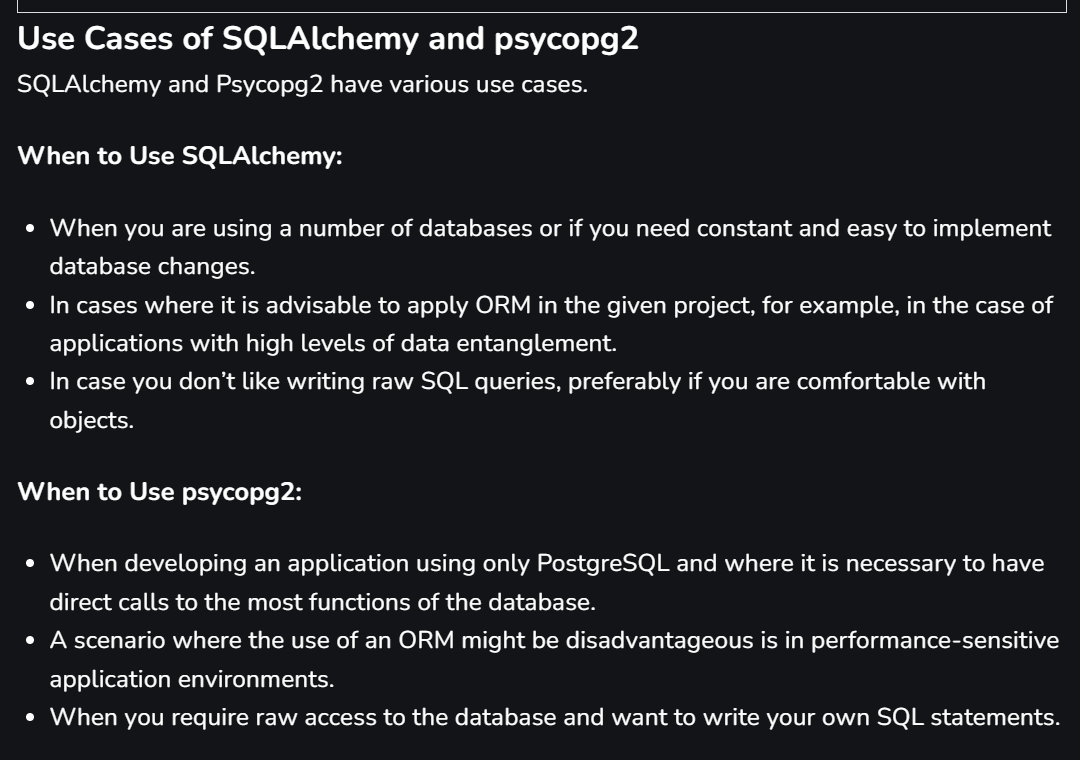 Use Cases of SQLAlchemy and psycopg2
SQLAlchemy and Psycopg2 have various use cases.
When to Use SQLAlchemy:
• When you are using a number of databases or if you need constant and easy to implement
database changes.
• In cases where it is advisable to apply ORM in the given project, for example, in the case of
applications with high levels of data entanglement.
• In case you don’t like writing raw SQL queries, preferably if you are comfortable with
objects.
When to Use psycopg2:
• When developing an application using only PostgreSQL and where it is necessary to have
direct calls to the most functions of the database.
• A scenario where the use of an ORM might be disadvantageous is in performance-sensitive
application environments.
• When you require raw access to the database and want to write your own SQL statements.